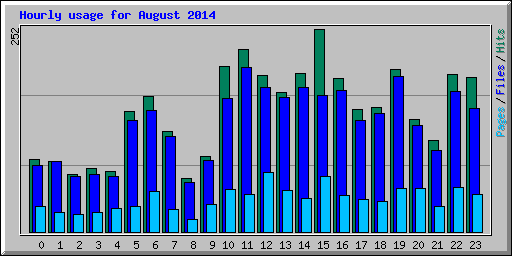 Hourly usage for August 2014
252
Pages / Files / Hits
0 1 2 3 4 5 6 7 8 9 10 11 12 13 14 15 16 17 18 19 20 21 22 23